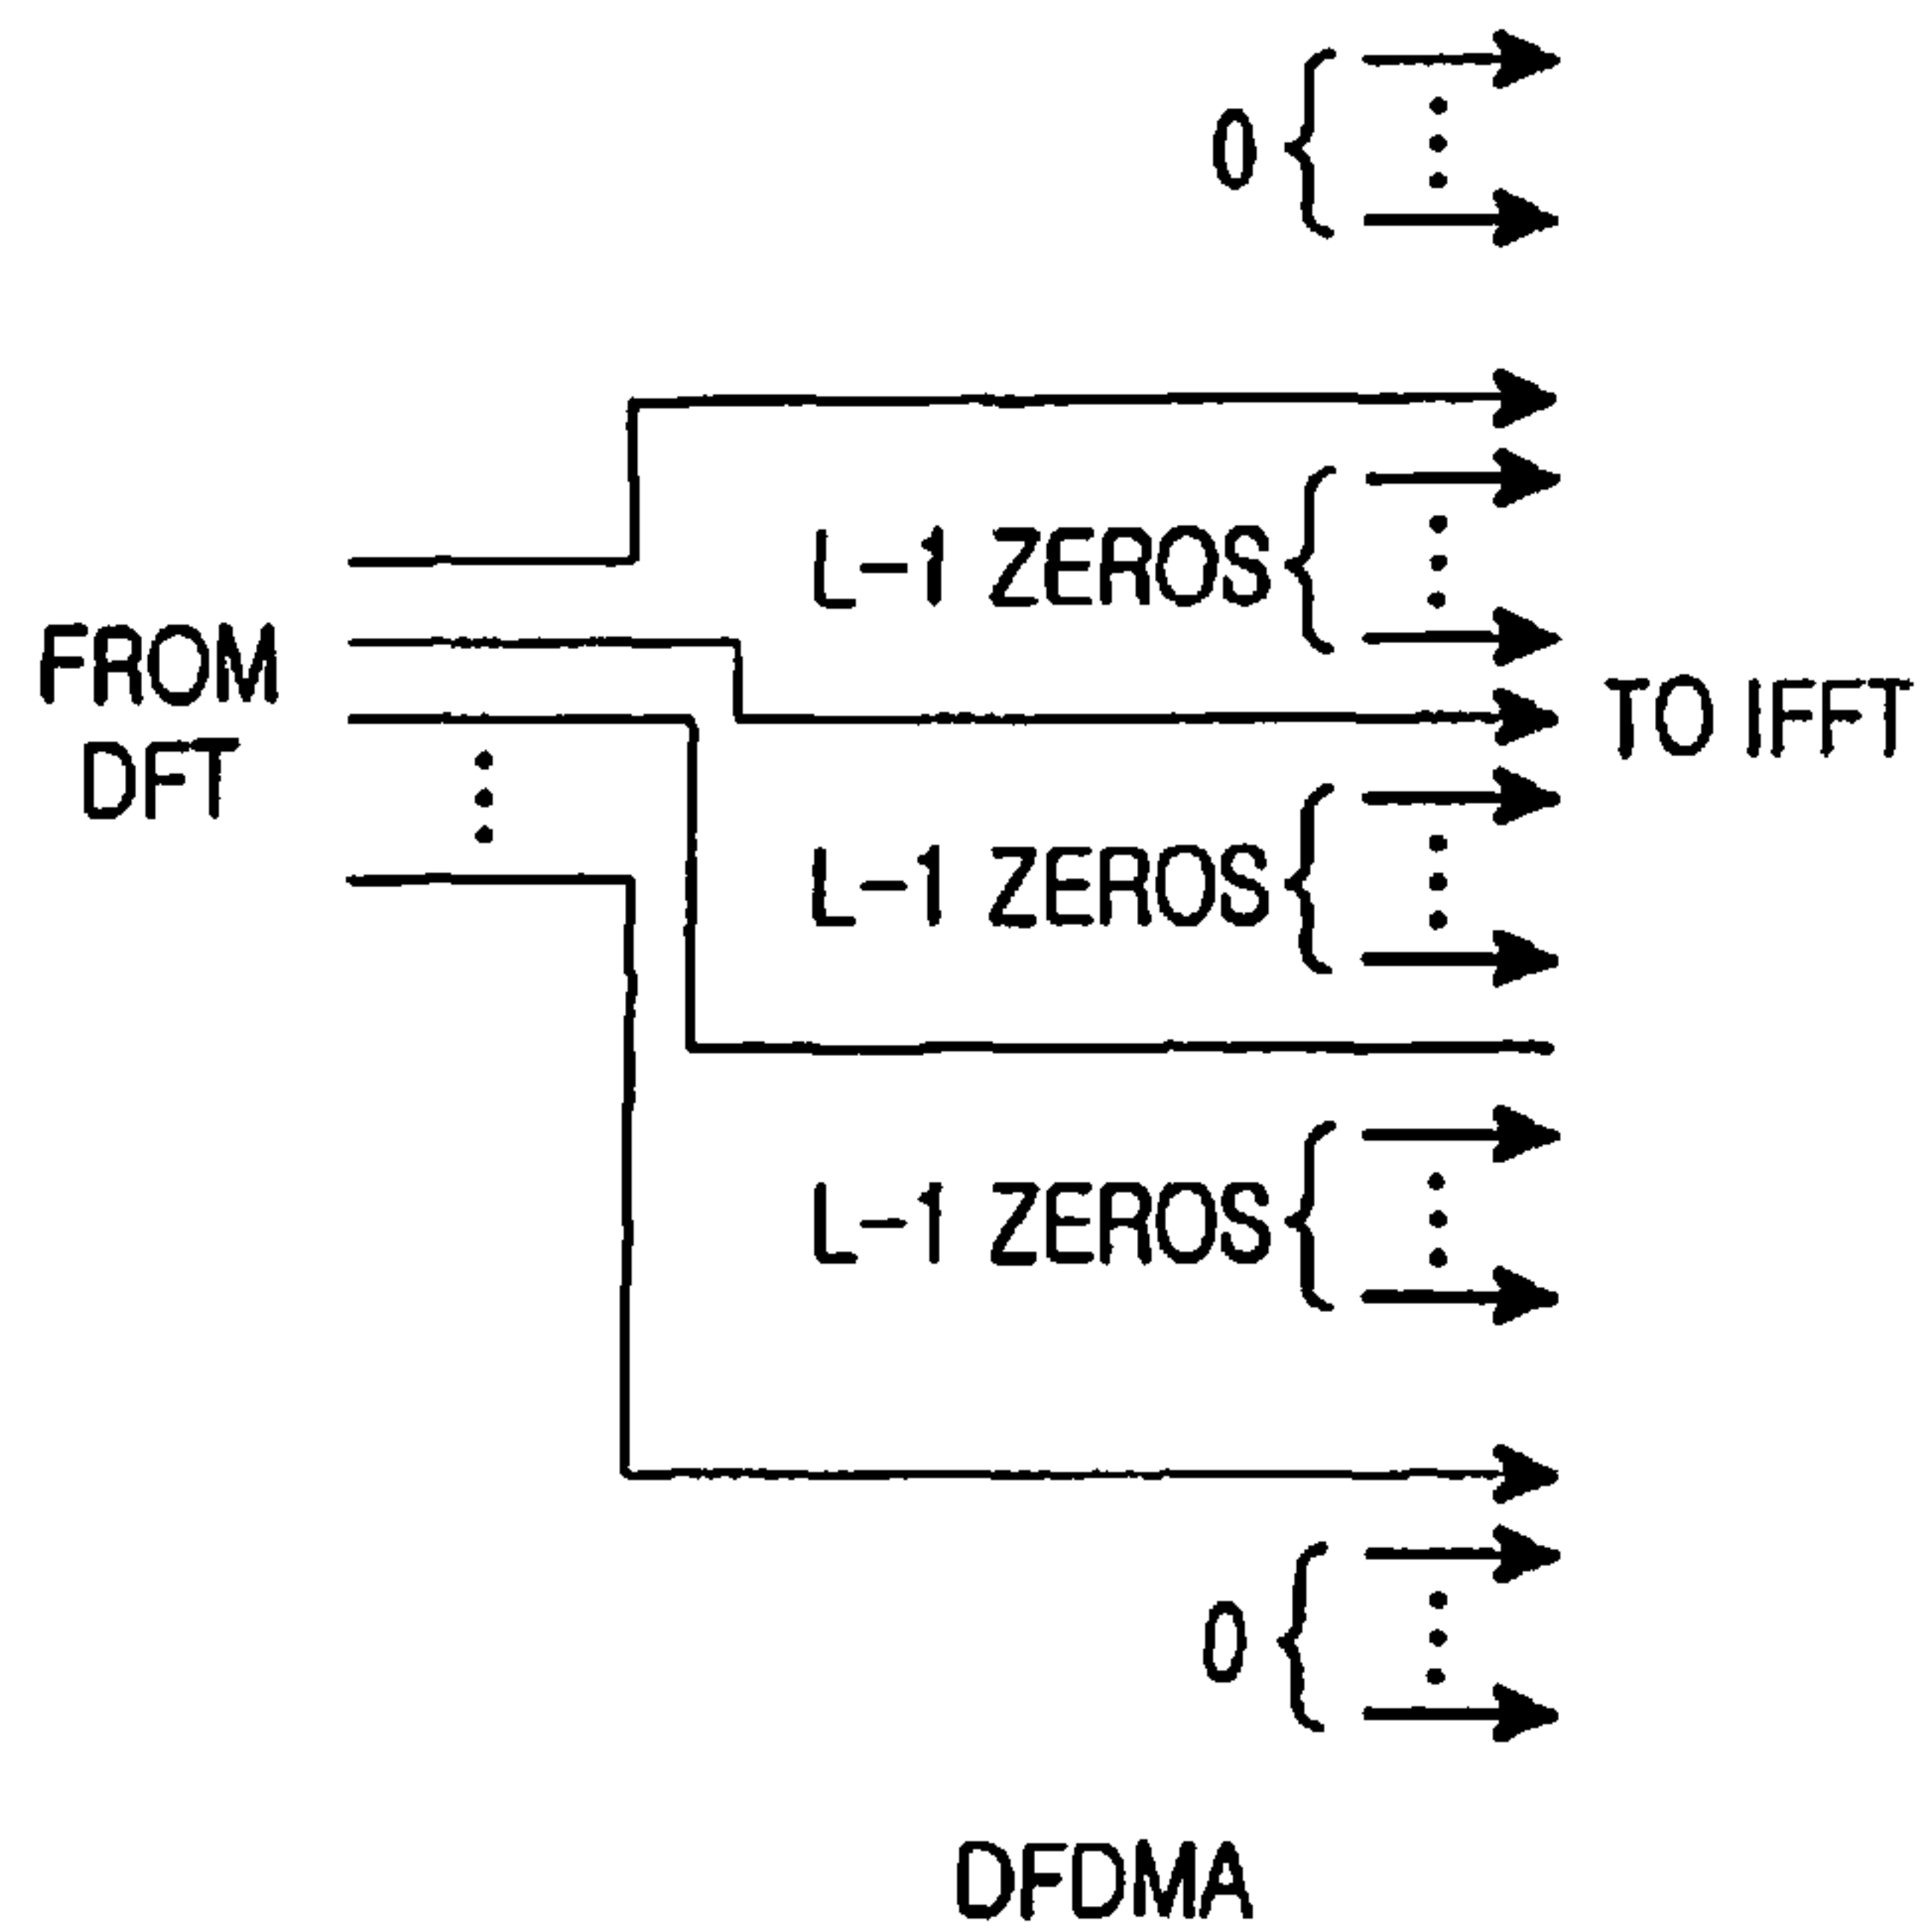 0
L-1 ZEROS
FROM
DFT
TO IFFT
L-1 ZEROS
L-1 ZEROS
0
DFDMA